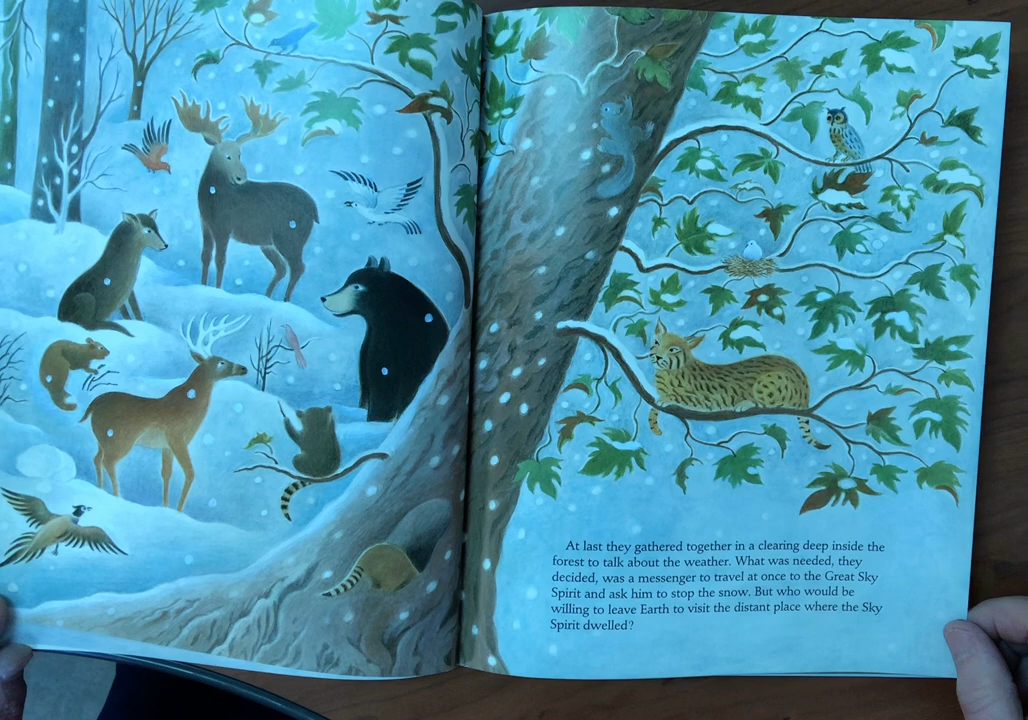 At last they gathered together in a clearing deep inside the
forest to talk about the weather. What was needed, they
decided, was a messenger to travel at once to the Great Sky
Spirit and ask him to stop the snow. But who would be
willing to leave Earth to visit the distant place where the Sky
Spirit dwelled?